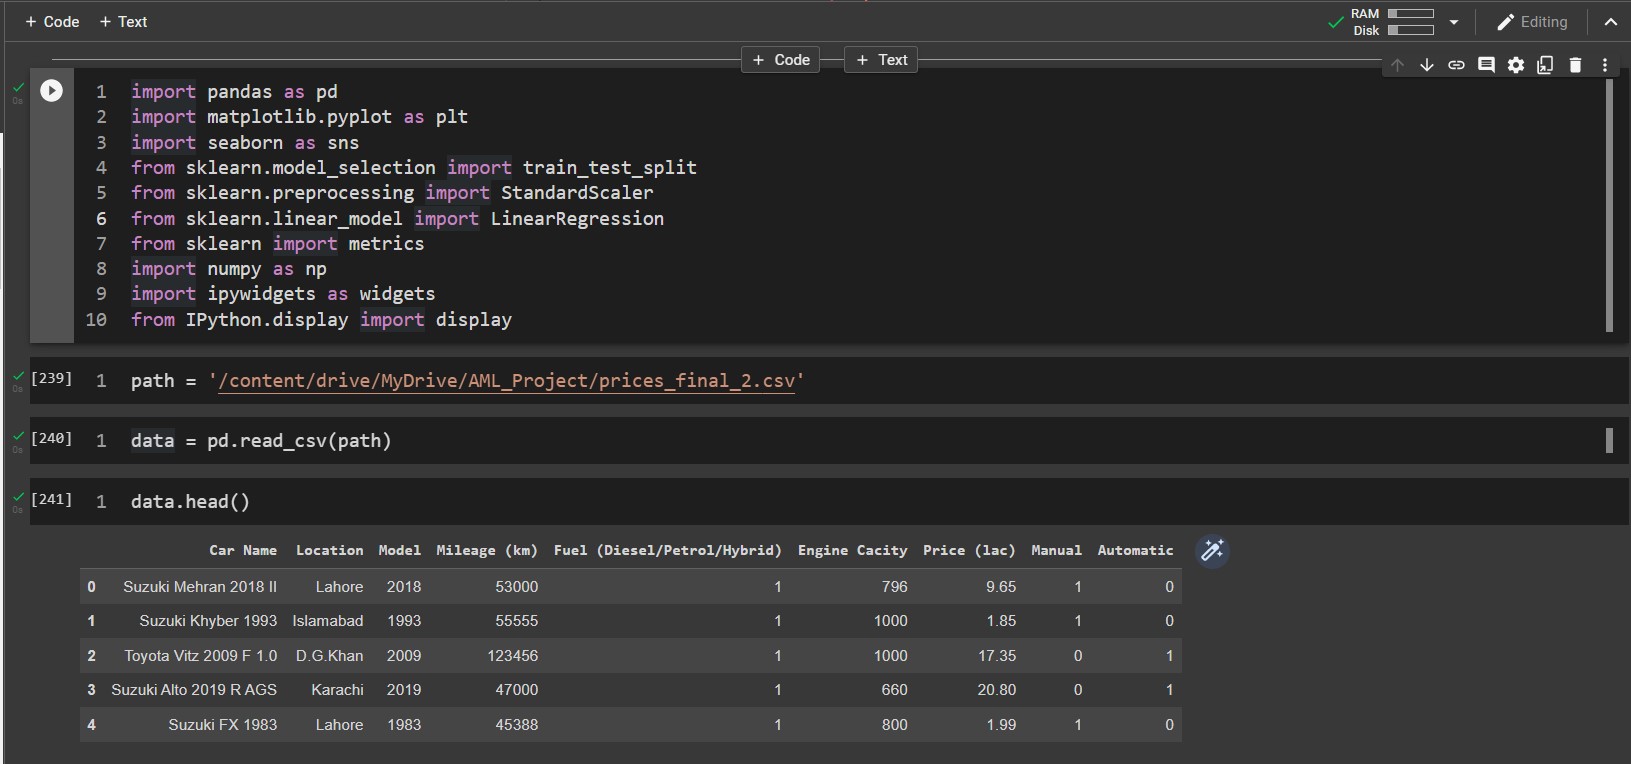 + Code + Text RAM Disk Editing
+ Code + Text
1 import pandas as pd
2 import matplotlib.pyplot as plt
3 import seaborn as sns
4 from sklearn.model_selection import train_test_split
5 from sklearn.preprocessing import StandardScaler
6 from sklearn.linear_model import LinearRegression
7 from sklearn import metrics
8 import numpy as np
9 import ipywidgets as widgets
10 from IPython.display import display
0s
[239] 1 path = '/content/drive/MyDrive/AML_Project/prices_final_2.csv'
0s
[240] 1 data = pd.read_csv(path)
0s
[241] 1 data.head()
0s
Car Name Location Model Mileage (km) Fuel (Diesel/Petrol/Hybrid) Engine Cacity Price (lac) Manual Automatic
0 Suzuki Mehran 2018 II Lahore 2018 53000 1 796 9.65 1 0
1 Suzuki Khyber 1993 Islamabad 1993 55555 1 1000 1.85 1 0
2 Toyota Vitz 2009 F 1.0 D.G.Khan 2009 123456 1 1000 17.35 0 1
3 Suzuki Alto 2019 R AGS Karachi 2019 47000 1 660 20.80 0 1
4 Suzuki FX 1983 Lahore 1983 45388 1 800 1.99 1 0